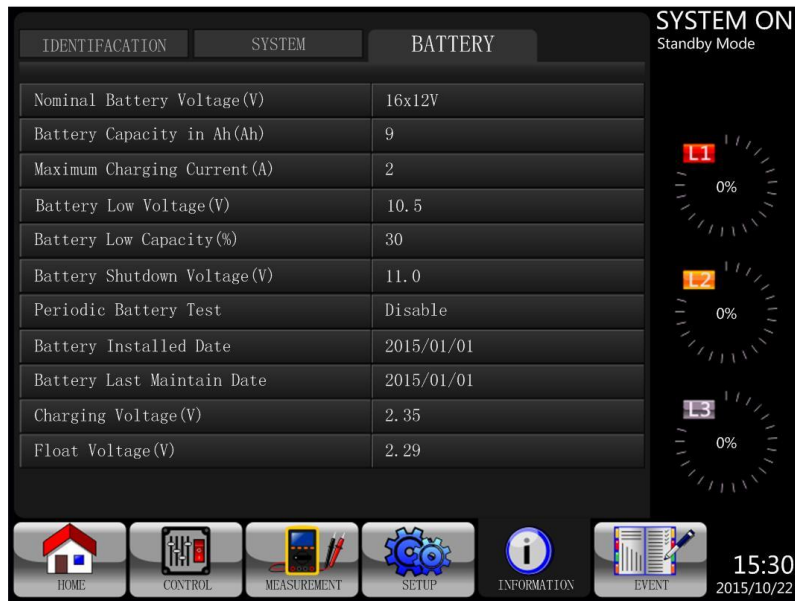 IDENTIFACATION SYSTEM BATTERY
SYSTEM ON
Standby Mode
Nominal Battery Voltage(V) 16x12V
Battery Capacity in Ah(Ah) 9
Maximum Charging Current(A) 2
Battery Low Voltage(V) 10.5
Battery Low Capacity(%) 30
Battery Shutdown Voltage(V) 11.0
Periodic Battery Test Disable
Battery Installed Date 2015/01/01
Battery Last Maintain Date 2015/01/01
Charging Voltage(V) 2.35
Float Voltage(V) 2.29
L1
0%
L2
0%
L3
0%
HOME CONTROL MEASUREMENT SETUP INFORMATION EVENT
15:30
2015/10/22